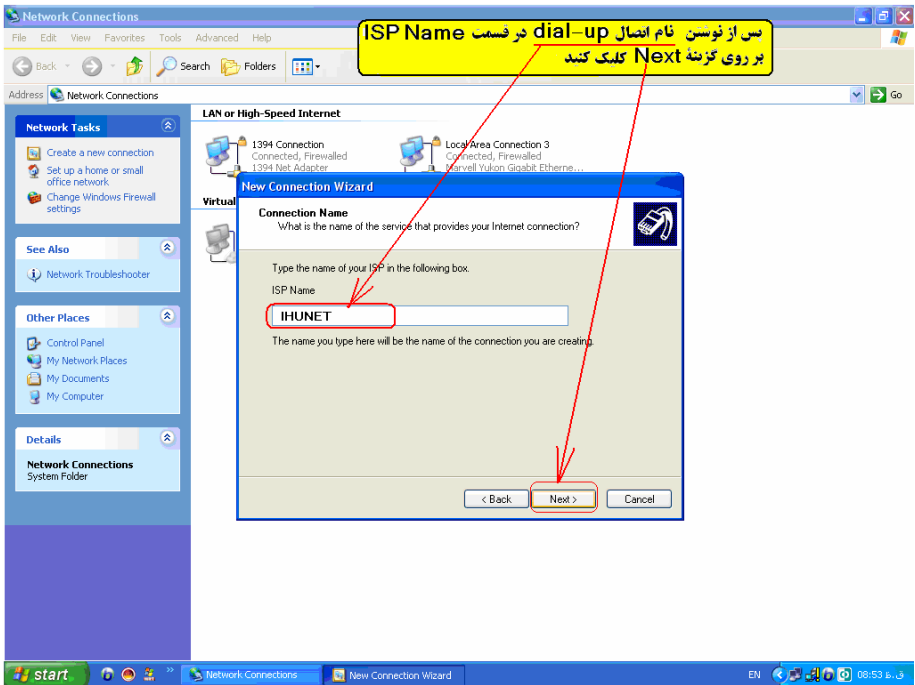 Network Connections
File Edit View Favorites Tools Advanced Help
پس از نوشتن نام اتصال dial-up در قسمت ISP Name
بر روی گزینهٔ Next کلیک کنید
Back Search Folders
Address Network Connections Go
Network Tasks
Create a new connection
Set up a home or small
office network
Change Windows Firewall
settings
See Also
Network Troubleshooter
Other Places
Control Panel
My Network Places
My Documents
My Computer
Details
Network Connections
System Folder
LAN or High-Speed Internet
1394 Connection
Connected, Firewalled
1394 Net Adapter
Local Area Connection 3
Connected, Firewalled
Marvell Yukon Gigabit Etherne...
Virtual
New Connection Wizard
Connection Name
What is the name of the service that provides your Internet connection?
Type the name of your ISP in the following box.
ISP Name
IHUNET
The name you type here will be the name of the connection you are creating.
< Back Next > Cancel
start Network Connections New Connection Wizard EN 08:53 ق.ظ